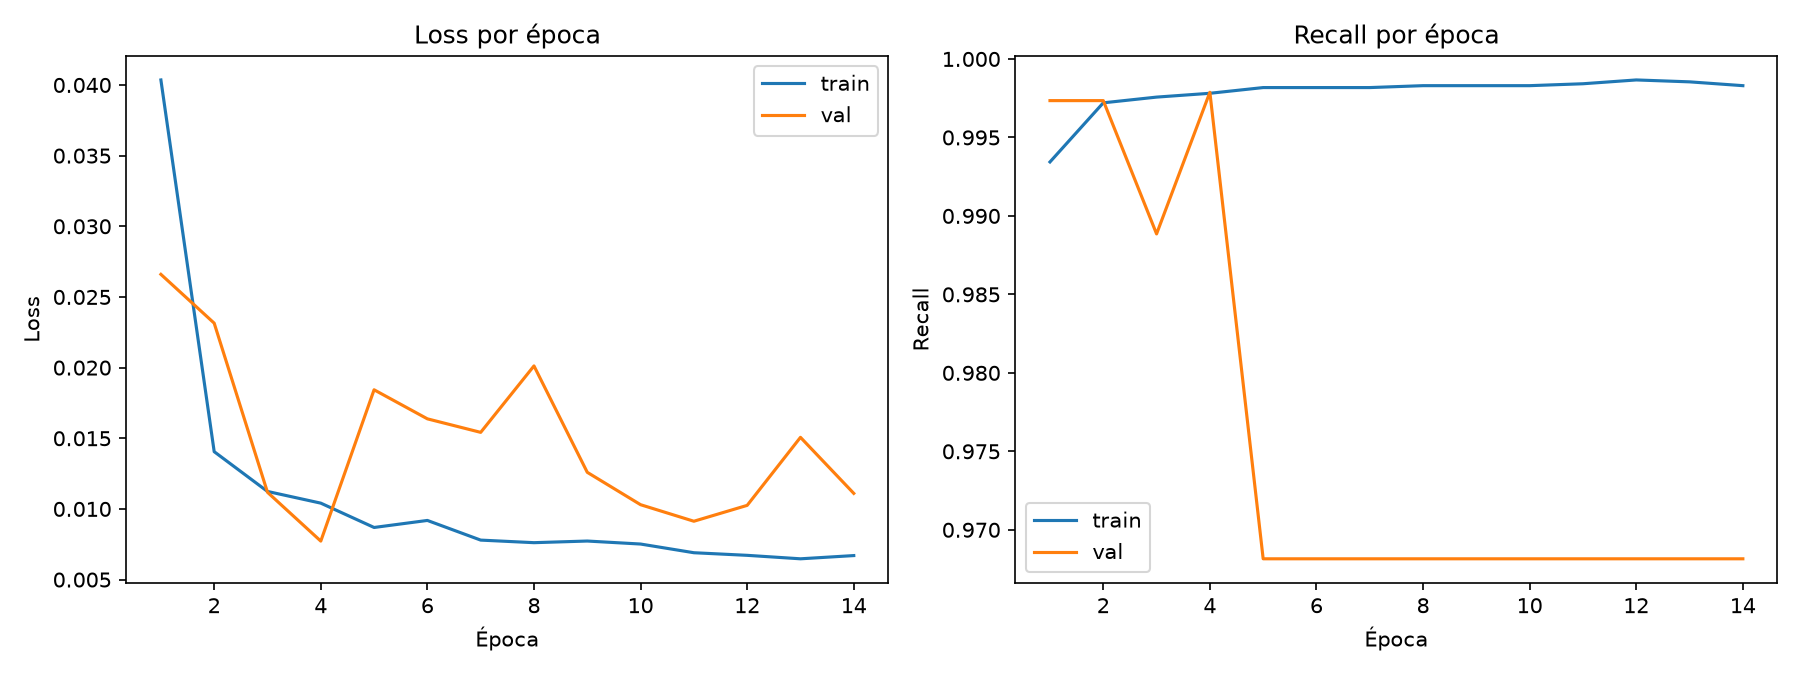 Loss por época
0.040
0.035
0.030
0.025
0.020
0.015
0.010
0.005
Loss
train
val
2 4 6 8 10 12 14
Época
Recall por época
1.000
0.995
0.990
0.985
0.980
0.975
0.970
Recall
train
val
2 4 6 8 10 12 14
Época